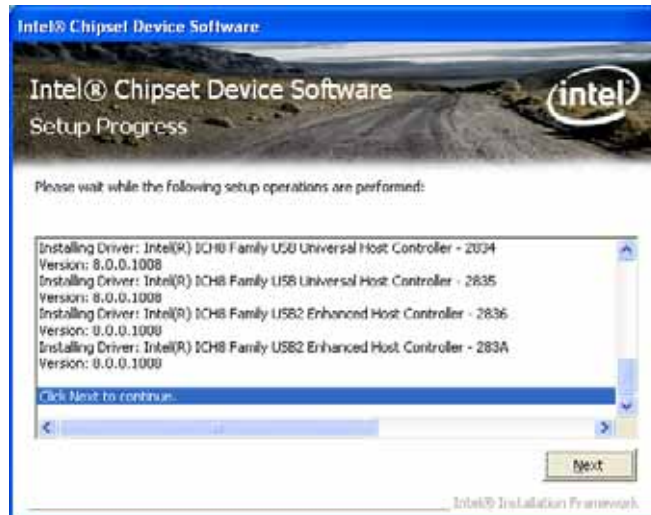 Intel® Chipset Device Software
Intel® Chipset Device Software
intel
Setup Progress
Please wait while the following setup operations are performed:
Installing Driver: Intel(R) ICH8 Family USB Universal Host Controller - 2834
Version: 8.0.0.1008
Installing Driver: Intel(R) ICH8 Family USB Universal Host Controller - 2835
Version: 8.0.0.1008
Installing Driver: Intel(R) ICH8 Family USB2 Enhanced Host Controller - 2836
Version: 8.0.0.1008
Installing Driver: Intel(R) ICH8 Family USB2 Enhanced Host Controller - 283A
Version: 8.0.0.1008
Click Next to continue.
Next
Intel® Installation Framework